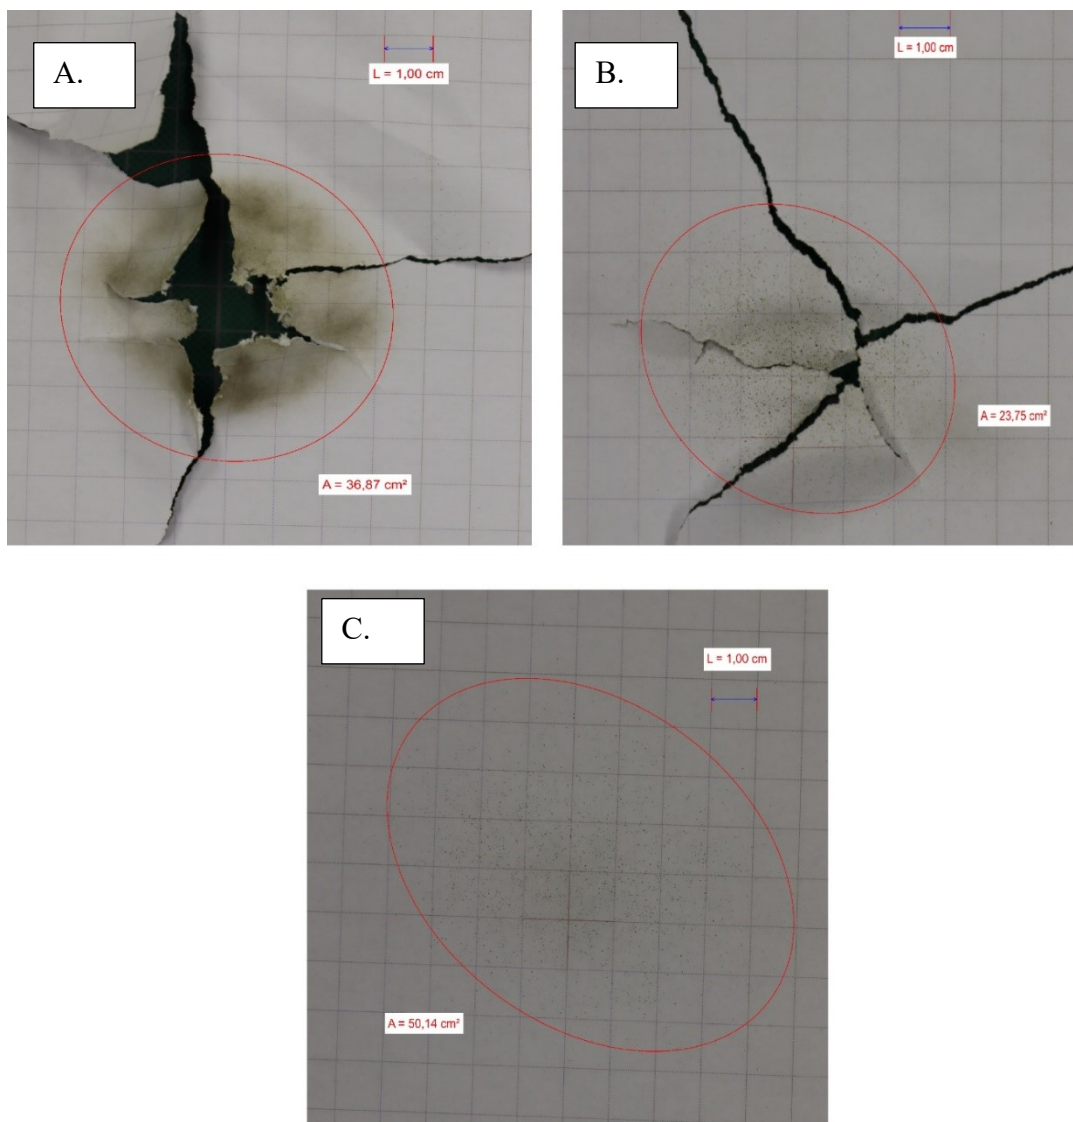 A.
L = 1,00 cm
A = 36,87 cm²
B.
L = 1,00 cm
A = 23,75 cm²
C.
L = 1,00 cm
A = 50,14 cm²